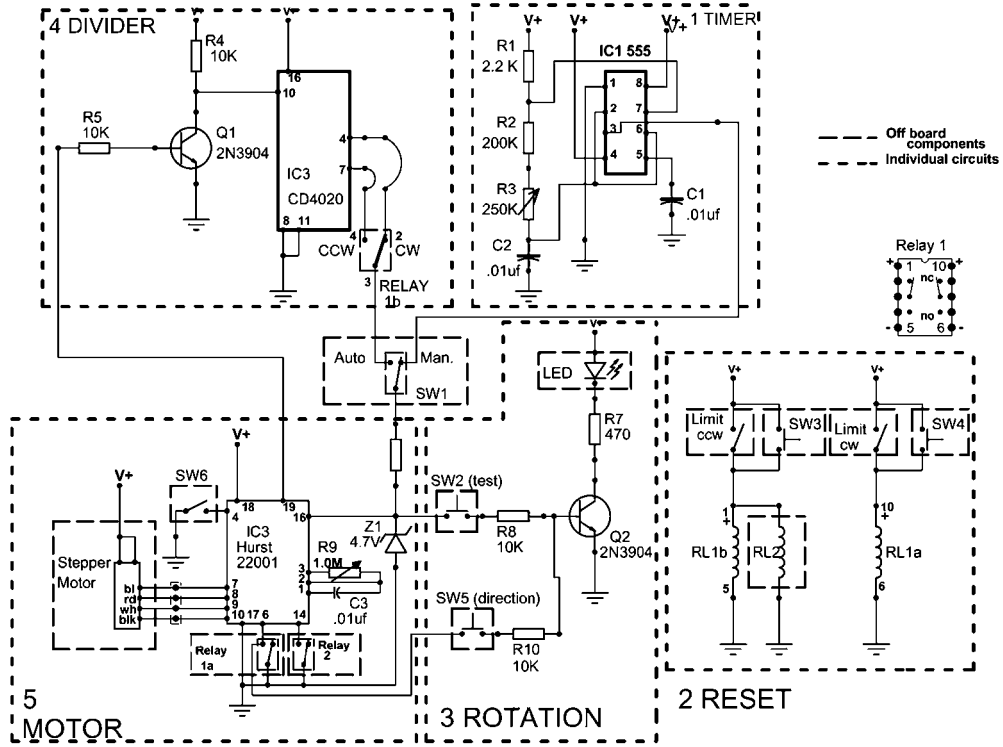 4 DIVIDER
V+
V+
R4
10K
16
10
R5
10K
Q1
2N3904
4
7
IC3
CD4020
8
11
4
2
CCW
CW
3
RELAY
1b
1 TIMER
V+
V+
V+
V+
R1
2.2 K
IC1 555
1
8
2
7
3
6
4
5
R2
200K
R3
250K
C1
.01uf
C2
.01uf
Off board
components
Individual circuits
Relay 1
+
1
10
+
nc
no
-
5
6
-
Auto
Man.
SW1
V+
LED
R7
470
SW2 (test)
R8
10K
Q2
2N3904
SW5 (direction)
R10
10K
3 ROTATION
V+
V+
Limit
ccw
SW3
Limit
cw
SW4
1
+
RL1b
5
RL2
10
+
RL1a
6
2 RESET
V+
V+
SW6
18
19
4
16
IC3
Hurst
22001
Z1
4.7V
R9
1.0M
3
2
1
C3
.01uf
Stepper
Motor
bl
rd
wh
blk
7
8
9
10
17
6
14
Relay
1a
Relay
2
5
MOTOR